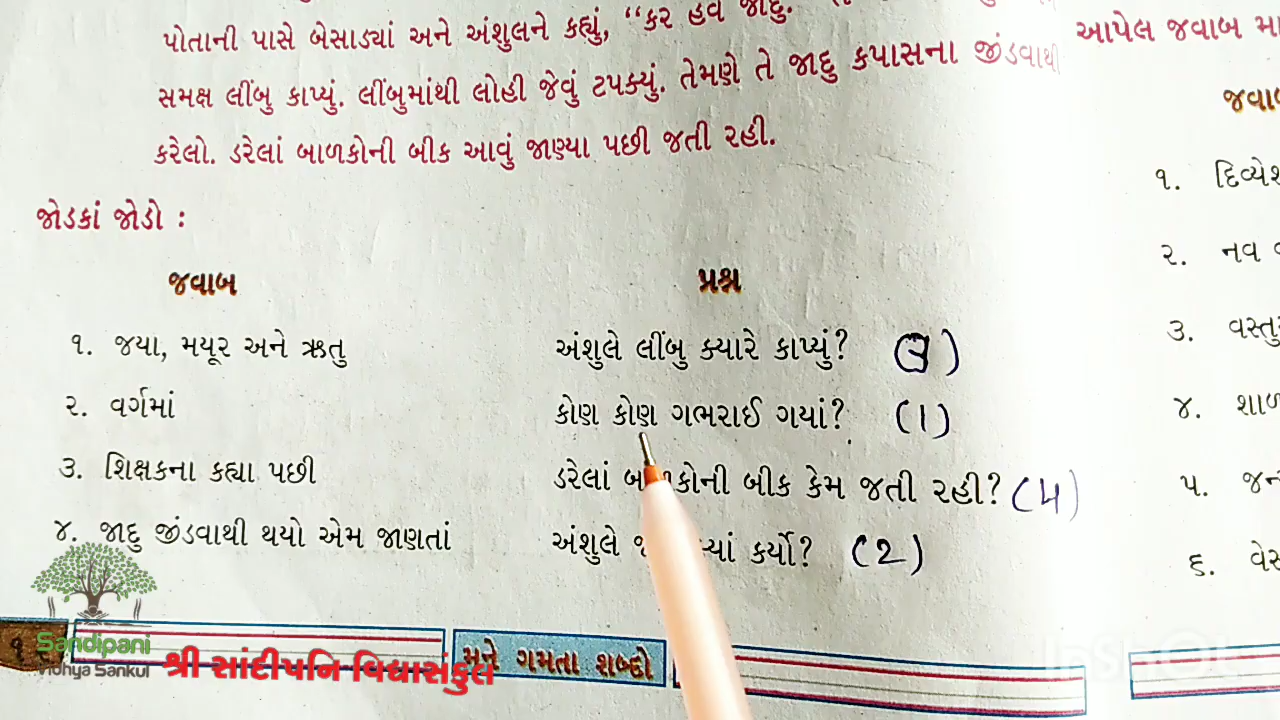 પોતાની પાસે બેસાડ્યાં અને અંશુલને કહ્યું, “કર હવે જાદુ.
સમક્ષ લીંબુ કાપ્યું. લીંબુમાંથી લોહી જેવું ટપક્યું. તેમણે તે જાદુ કપાસના જીંડવાથી
કરેલો. ડરેલાં બાળકોની બીક આવું જાણ્યા પછી જતી રહી.
જોડકાં જોડો :
જવાબ પ્રશ્ન
૧. જયા, મયૂર અને ઋતુ અંશુલે લીંબુ ક્યારે કાપ્યું? (3)
૨. વર્ગમાં કોણ કોણ ગભરાઈ ગયાં? (1)
૩. શિક્ષકના કહ્યા પછી ડરેલાં બાળકોની બીક કેમ જતી રહી? (4)
૪. જાદુ જીંડવાથી થયો એમ જાણતાં અંશુલે કર્યો? (2)
મને ગમતા શબ્દો
આપેલ જવાબ
૧.
૨. નવ
૩.
૪.
૫.
૬.
Sandipani
Vidhya Sankul
શ્રી સાંદીપનિ વિદ્યાસંકુલ